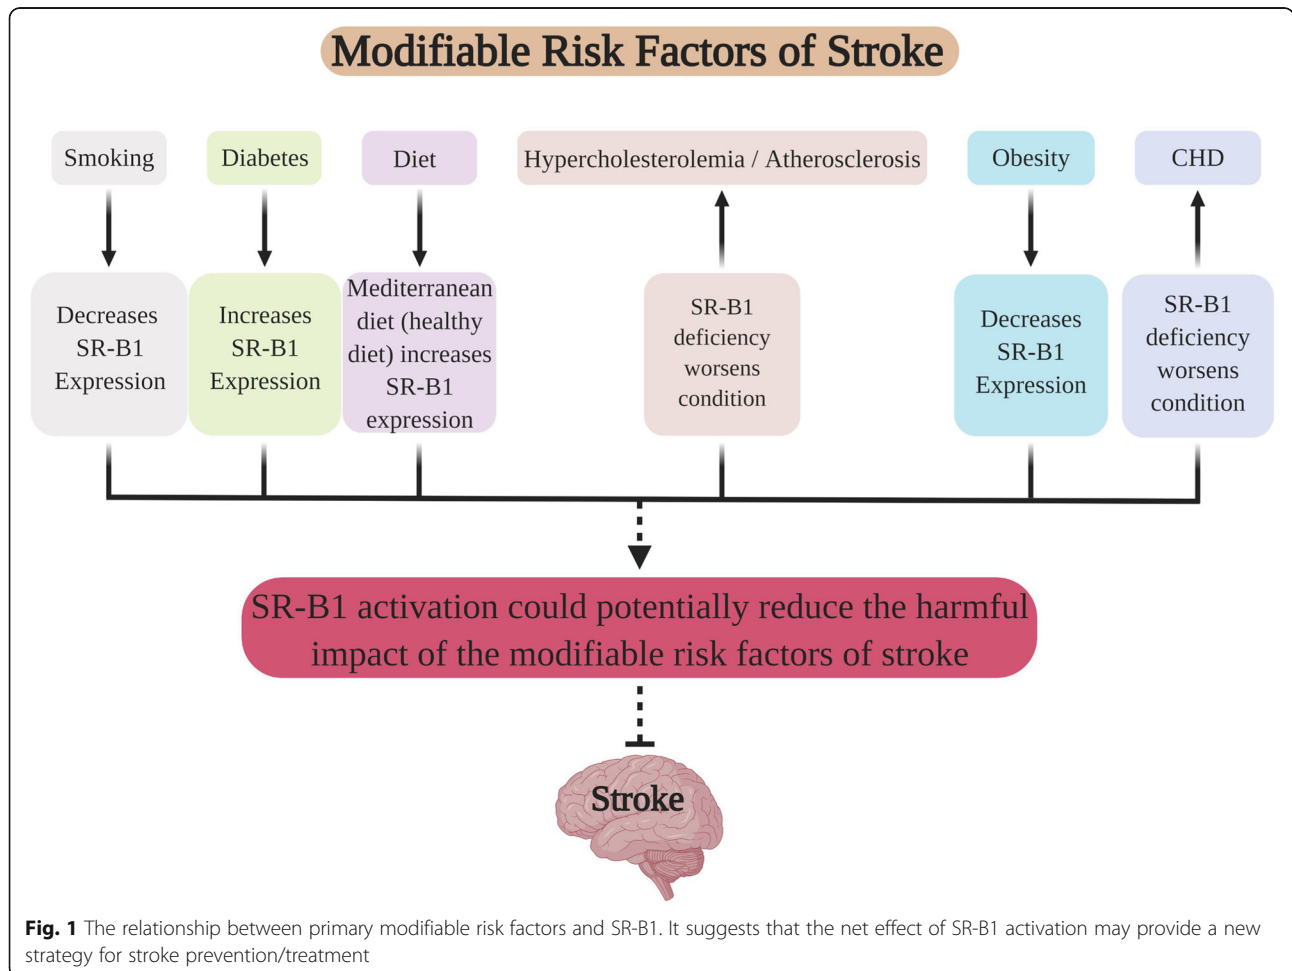 Modifiable Risk Factors of Stroke
Smoking
Diabetes
Diet
Hypercholesterolemia / Atherosclerosis
Obesity
CHD
Decreases
SR-B1
Expression
Increases
SR-B1
Expression
Mediterranean
diet (healthy
diet) increases
SR-B1
expression
SR-B1
deficiency
worsens
condition
Decreases
SR-B1
Expression
SR-B1
deficiency
worsens
condition
SR-B1 activation could potentially reduce the harmful
impact of the modifiable risk factors of stroke
Stroke
Fig. 1 The relationship between primary modifiable risk factors and SR-B1. It suggests that the net effect of SR-B1 activation may provide a new
strategy for stroke prevention/treatment